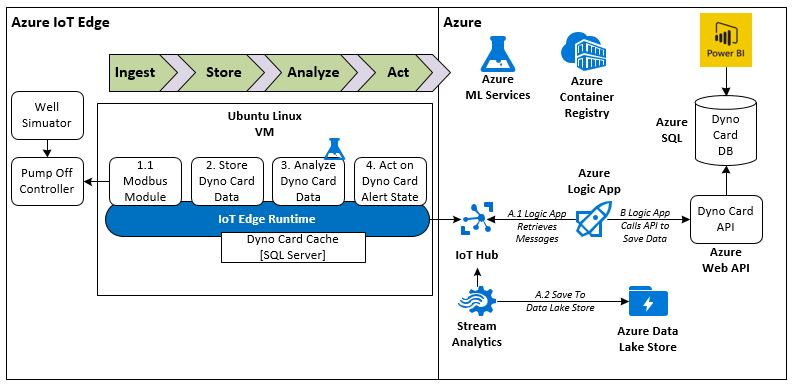 Azure IoT Edge
Azure
Ingest
Store
Analyze
Act
Power BI
Azure
ML Services
Azure
Container
Registry
Well
Simuator
Ubuntu Linux
VM
Azure
SQL
Dyno
Card
DB
Pump Off
Controller
1.1
Modbus
Module
2. Store
Dyno Card
Data
3. Analyze
Dyno Card
Data
4. Act on
Dyno Card
Alert State
Azure
Logic App
IoT Edge Runtime
A.1 Logic App
Retrieves
Messages
B Logic App
Calls API to
Save Data
Dyno Card
API
Dyno Card Cache
[SQL Server]
IoT Hub
Azure
Web API
A.2 Save To
Data Lake Store
Stream
Analytics
Azure Data
Lake Store